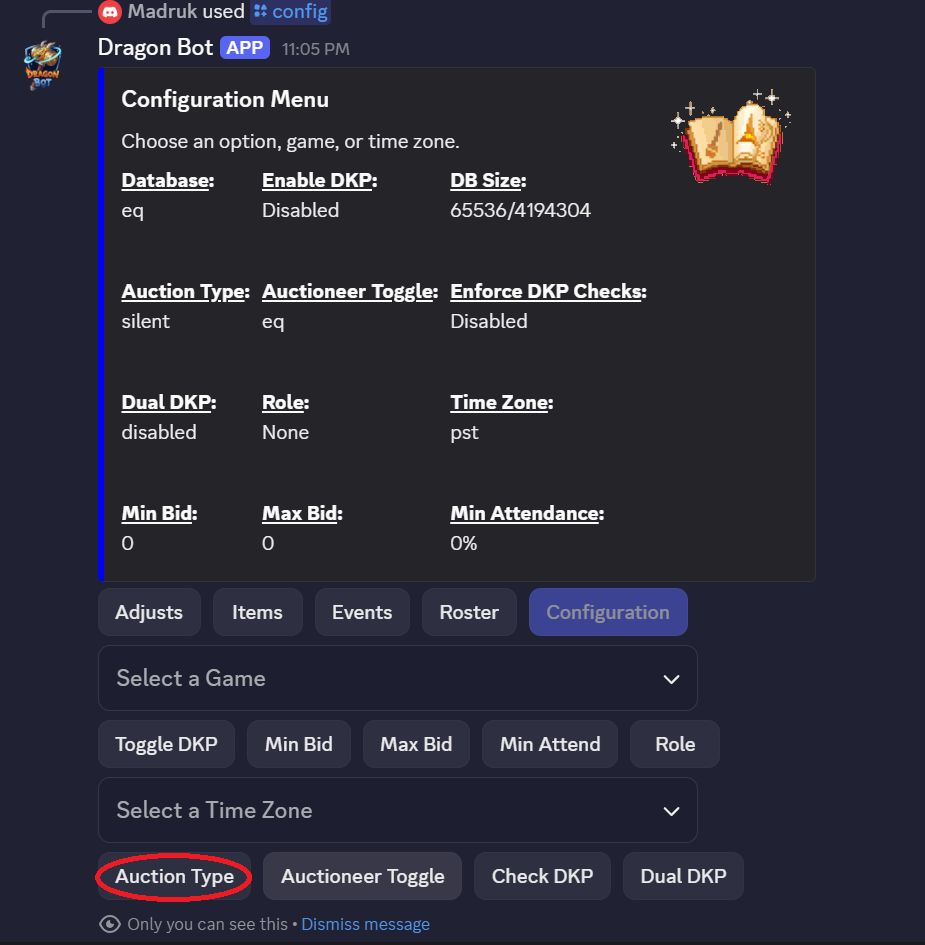 Madruk used config
Dragon Bot APP 11:05 PM
DRAGON BOT
Configuration Menu
Choose an option, game, or time zone.
Database: Enable DKP: DB Size:
eq Disabled 65536/4194304
Auction Type: Auctioneer Toggle: Enforce DKP Checks:
silent eq Disabled
Dual DKP: Role: Time Zone:
disabled None pst
Min Bid: Max Bid: Min Attendance:
0 0 0%
Adjusts Items Events Roster Configuration
Select a Game
Toggle DKP Min Bid Max Bid Min Attend Role
Select a Time Zone
Auction Type Auctioneer Toggle Check DKP Dual DKP
Only you can see this • Dismiss message